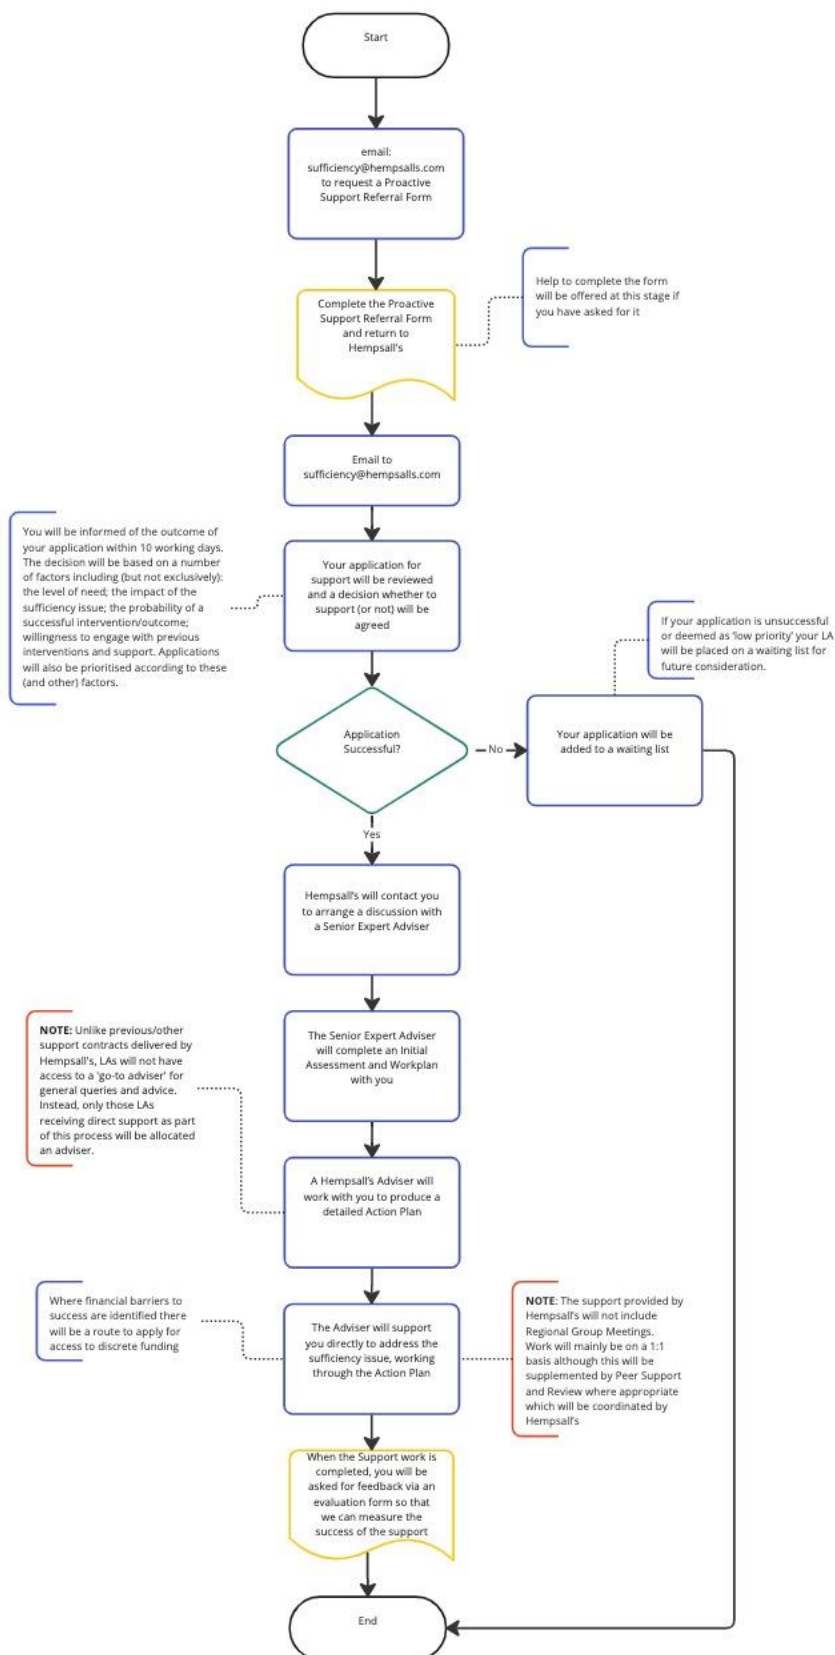 Start
email:
sufficiency@hempsalls.com
to request a Proactive
Support Referral Form
Complete the Proactive
Support Referral Form
and return to
Hempsall's
Help to complete the form
will be offered at this stage if
you have asked for it
Email to
sufficiency@hempsalls.com
You will be informed of the outcome of
your application within 10 working days.
The decision will be based on a number
of factors including (but not exclusively):
the level of need; the impact of the
sufficiency issue; the probability of a
successful intervention/outcome;
willingness to engage with previous
interventions and support. Applications
will also be prioritised according to these
(and other) factors.
Your application for
support will be reviewed
and a decision whether to
support (or not) will be
agreed
If your application is unsuccessful
or deemed as 'low priority' your LA
will be placed on a waiting list for
future consideration.
Application
Successful?
No
Your application will be
added to a waiting list
Yes
Hempsall's will contact you
to arrange a discussion with
a Senior Expert Adviser
The Senior Expert Adviser
will complete an Initial
Assessment and Workplan
with you
NOTE: Unlike previous/other
support contracts delivered by
Hempsall's, LAs will not have
access to a 'go-to adviser' for
general queries and advice.
Instead, only those LAs
receiving direct support as part
of this process will be allocated
an adviser.
A Hempsall's Adviser will
work with you to produce a
detailed Action Plan
Where financial barriers to
success are identified there
will be a route to apply for
access to discrete funding
The Adviser will support
you directly to address the
sufficiency issue, working
through the Action Plan
NOTE: The support provided by
Hempsall's will not include
Regional Group Meetings.
Work will mainly be on a 1:1
basis although this will be
supplemented by Peer Support
and Review where appropriate
which will be coordinated by
Hempsall's
When the Support work is
completed, you will be
asked for feedback via an
evaluation form so that
we can measure the
success of the support
End